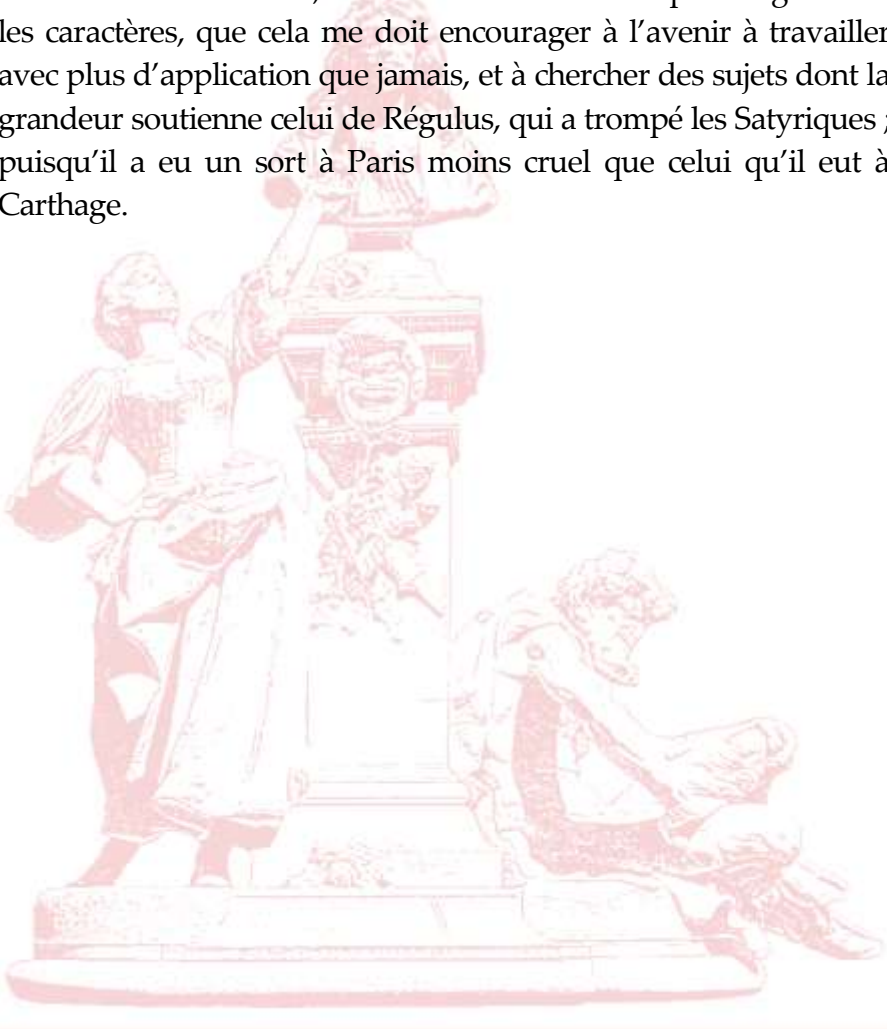 les caractères, que cela me doit encourager à l’avenir à travailler
avec plus d’application que jamais, et à chercher des sujets dont la
grandeur soutienne celui de Régulus, qui a trompé les Satyriques ;
puisqu’il a eu un sort à Paris moins cruel que celui qu’il eut à
Carthage.